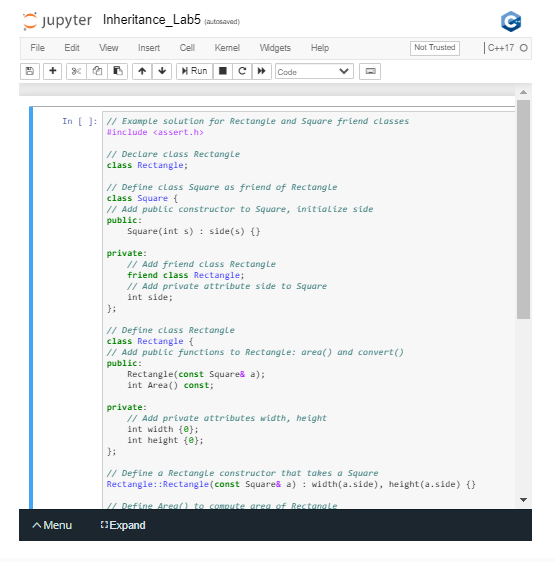 jupyter Inheritance_Lab5 (autosaved)
File Edit View Insert Cell Kernel Widgets Help Not Trusted C++17
Run Code
In [ ]: // Example solution for Rectangle and Square friend classes
#include <assert.h>

// Declare class Rectangle
class Rectangle;

// Define class Square as friend of Rectangle
class Square {
// Add public constructor to Square, initialize side
public:
    Square(int s) : side(s) {}

private:
    // Add friend class Rectangle
    friend class Rectangle;
    // Add private attribute side to Square
    int side;
};

// Define class Rectangle
class Rectangle {
// Add public functions to Rectangle: area() and convert()
public:
    Rectangle(const Square& a);
    int Area() const;

private:
    // Add private attributes width, height
    int width {0};
    int height {0};
};

// Define a Rectangle constructor that takes a Square
Rectangle::Rectangle(const Square& a) : width(a.side), height(a.side) {}

// Define Area() to compute area of Rectangle
Menu Expand